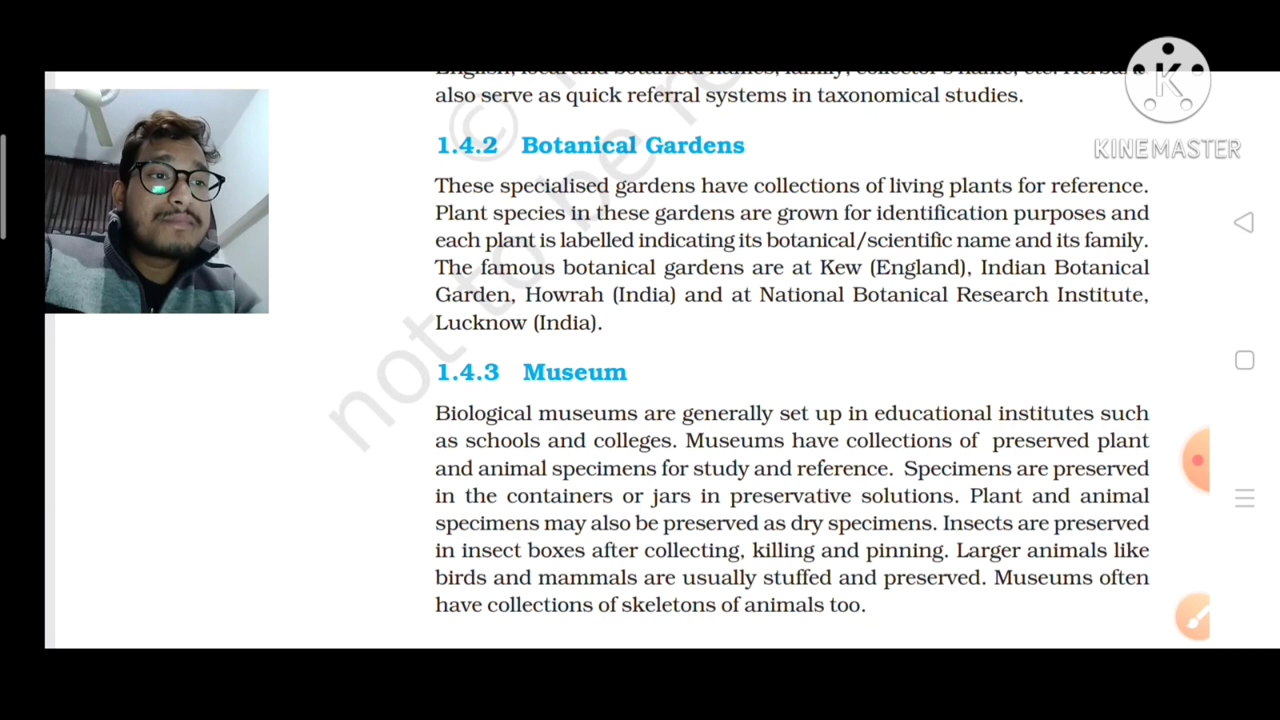 also serve as quick referral systems in taxonomical studies.
1.4.2 Botanical Gardens
These specialised gardens have collections of living plants for reference.
Plant species in these gardens are grown for identification purposes and
each plant is labelled indicating its botanical/scientific name and its family.
The famous botanical gardens are at Kew (England), Indian Botanical
Garden, Howrah (India) and at National Botanical Research Institute,
Lucknow (India).
1.4.3 Museum
Biological museums are generally set up in educational institutes such
as schools and colleges. Museums have collections of preserved plant
and animal specimens for study and reference. Specimens are preserved
in the containers or jars in preservative solutions. Plant and animal
specimens may also be preserved as dry specimens. Insects are preserved
in insect boxes after collecting, killing and pinning. Larger animals like
birds and mammals are usually stuffed and preserved. Museums often
have collections of skeletons of animals too.
©
not to be re
K
KINEMASTER